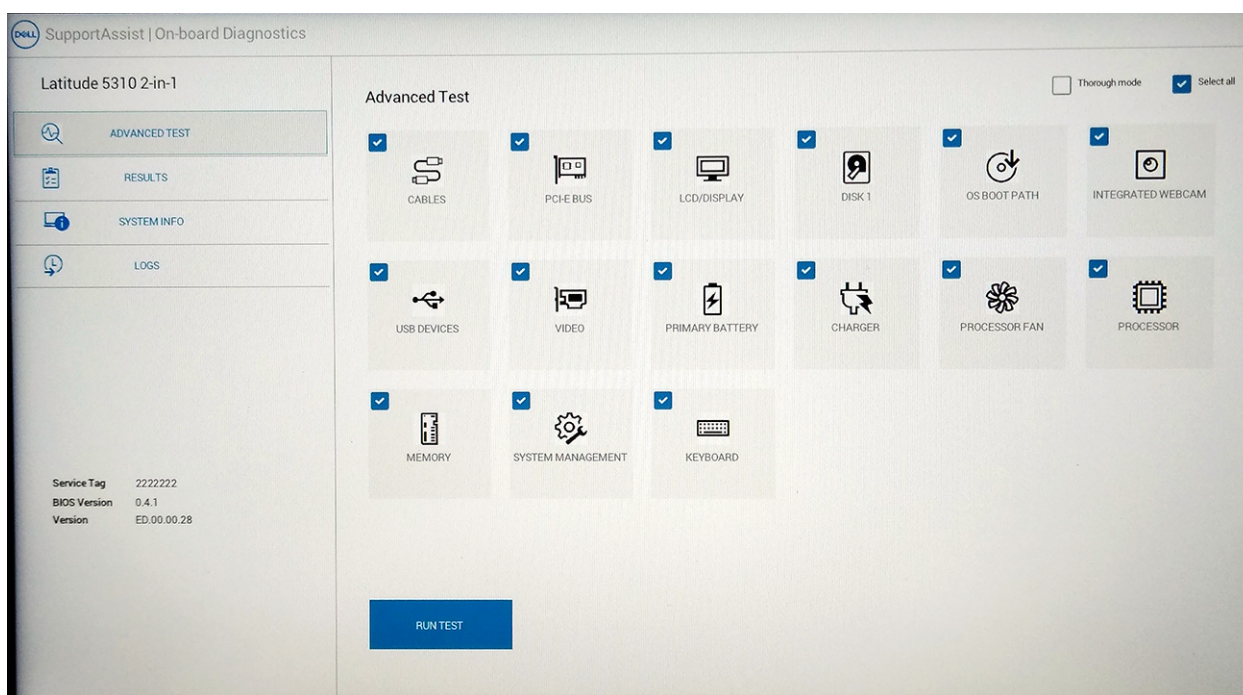 DELL SupportAssist | On-board Diagnostics
Latitude 5310 2-in-1
ADVANCED TEST
RESULTS
SYSTEM INFO
LOGS
Service Tag 2222222
BIOS Version 0.4.1
Version ED.00.00.28
Advanced Test
Thorough mode Select all
CABLES PCI-E BUS LCD/DISPLAY DISK 1 OS BOOT PATH INTEGRATED WEBCAM
USB DEVICES VIDEO PRIMARY BATTERY CHARGER PROCESSOR FAN PROCESSOR
MEMORY SYSTEM MANAGEMENT KEYBOARD
RUN TEST